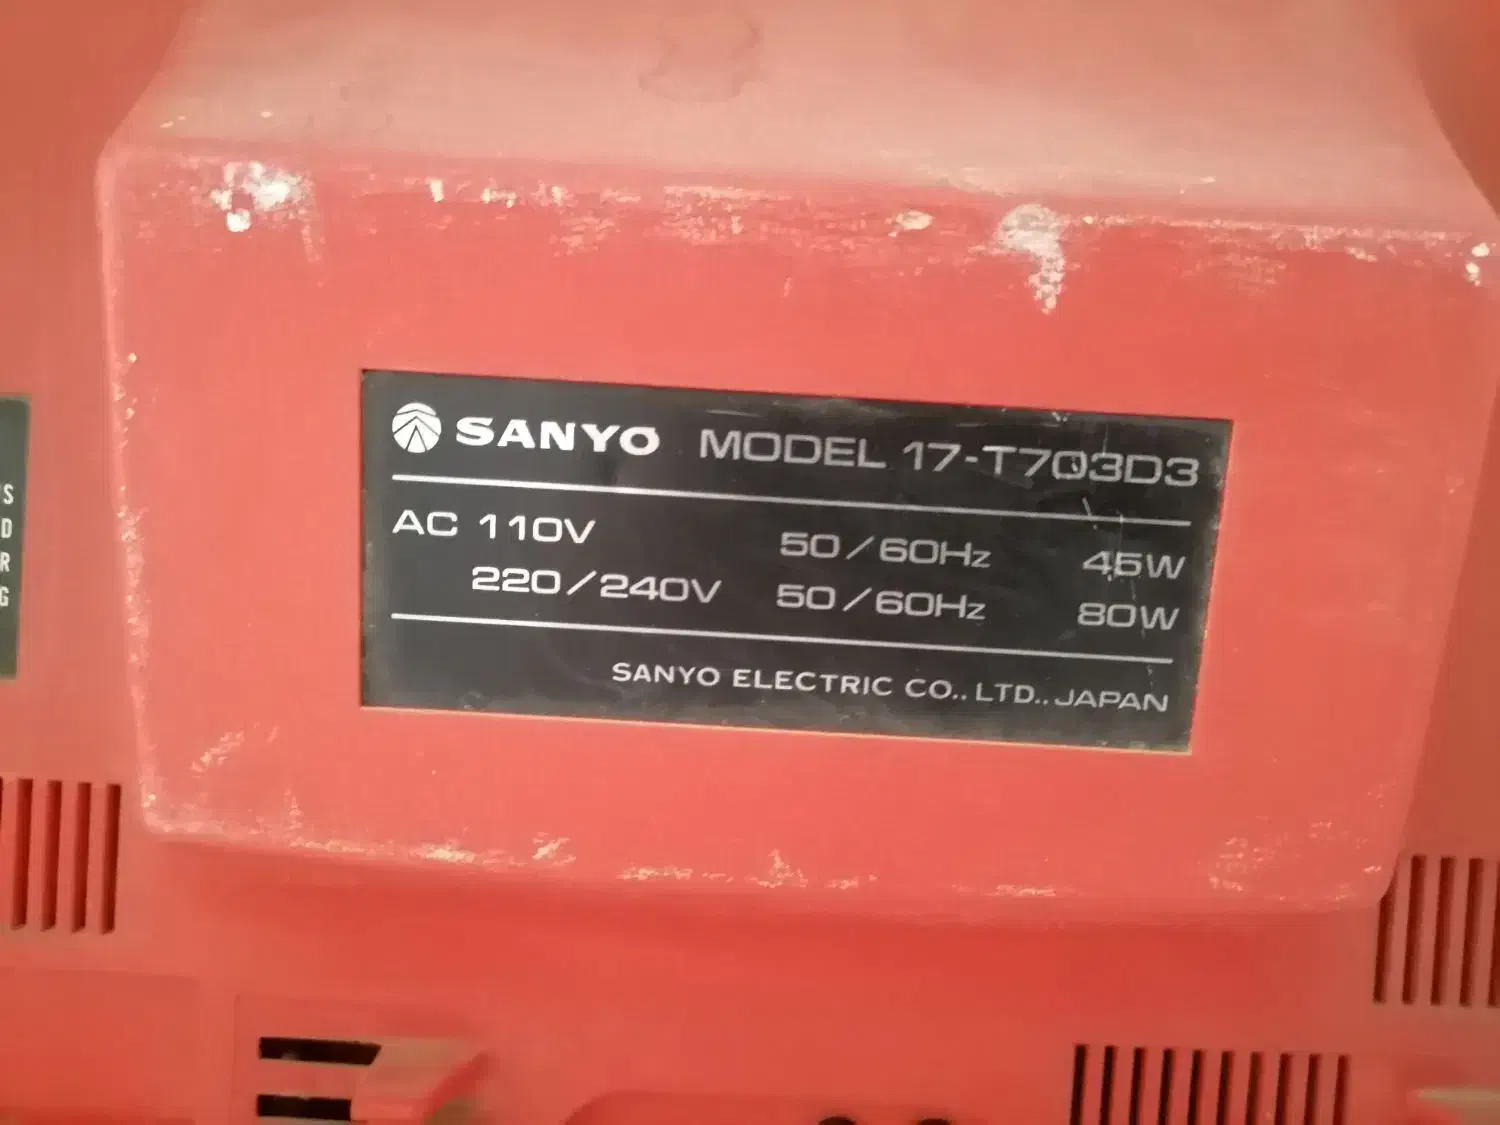 SANYO MODEL 17-T703D3
AC 110V 50/60Hz 45W
220/240V 50/60Hz 80W
SANYO ELECTRIC CO., LTD., JAPAN
S
D
R
G